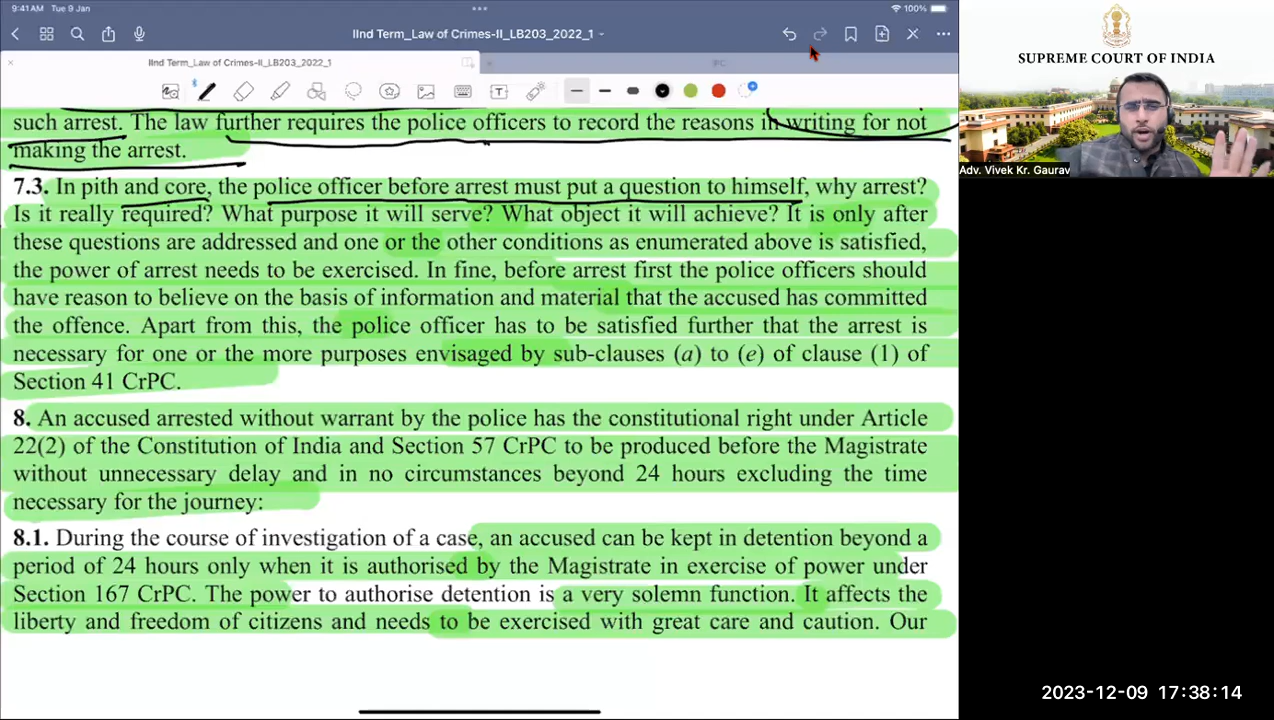 9:41 AM Tue 9 Jan
100%
IInd Term_Law of Crimes-II_LB203_2022_1
IInd Term_Law of Crimes-II_LB203_2022_1
IPC
such arrest. The law further requires the police officers to record the reasons in writing for not
making the arrest.
7.3. In pith and core, the police officer before arrest must put a question to himself, why arrest?
Is it really required? What purpose it will serve? What object it will achieve? It is only after
these questions are addressed and one or the other conditions as enumerated above is satisfied,
the power of arrest needs to be exercised. In fine, before arrest first the police officers should
have reason to believe on the basis of information and material that the accused has committed
the offence. Apart from this, the police officer has to be satisfied further that the arrest is
necessary for one or the more purposes envisaged by sub-clauses (a) to (e) of clause (1) of
Section 41 CrPC.
8. An accused arrested without warrant by the police has the constitutional right under Article
22(2) of the Constitution of India and Section 57 CrPC to be produced before the Magistrate
without unnecessary delay and in no circumstances beyond 24 hours excluding the time
necessary for the journey:
8.1. During the course of investigation of a case, an accused can be kept in detention beyond a
period of 24 hours only when it is authorised by the Magistrate in exercise of power under
Section 167 CrPC. The power to authorise detention is a very solemn function. It affects the
liberty and freedom of citizens and needs to be exercised with great care and caution. Our
SUPREME COURT OF INDIA
Adv. Vivek Kr. Gaurav
2023-12-09 17:38:14